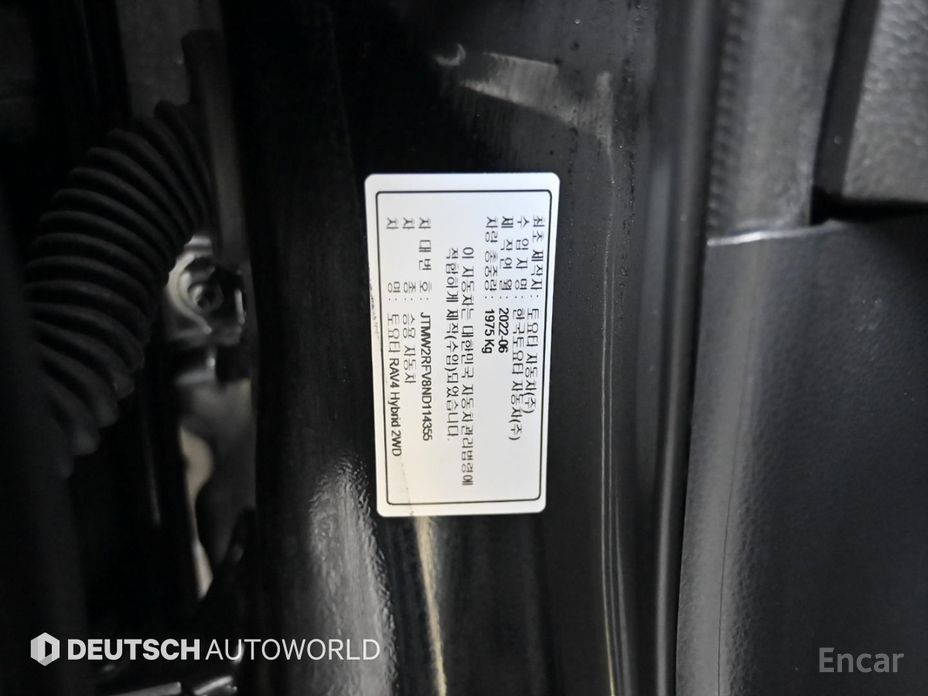 최초 제작자 : 토요타 자동차(주)
수 입 자 명 : 한국토요타 자동차(주)
제 작 연 월 : 2022-06
차량 총중량 : 1975 Kg
이 자동차는 대한민국 자동차관리법령에
적합하게 제작(수입)되었습니다.
차 대 번 호 : JTMW2RFV8ND114355
차 종 : 승용 자동차
차 명 : 토요타 RAV4 Hybrid 2WD
DEUTSCH AUTOWORLD
Encar